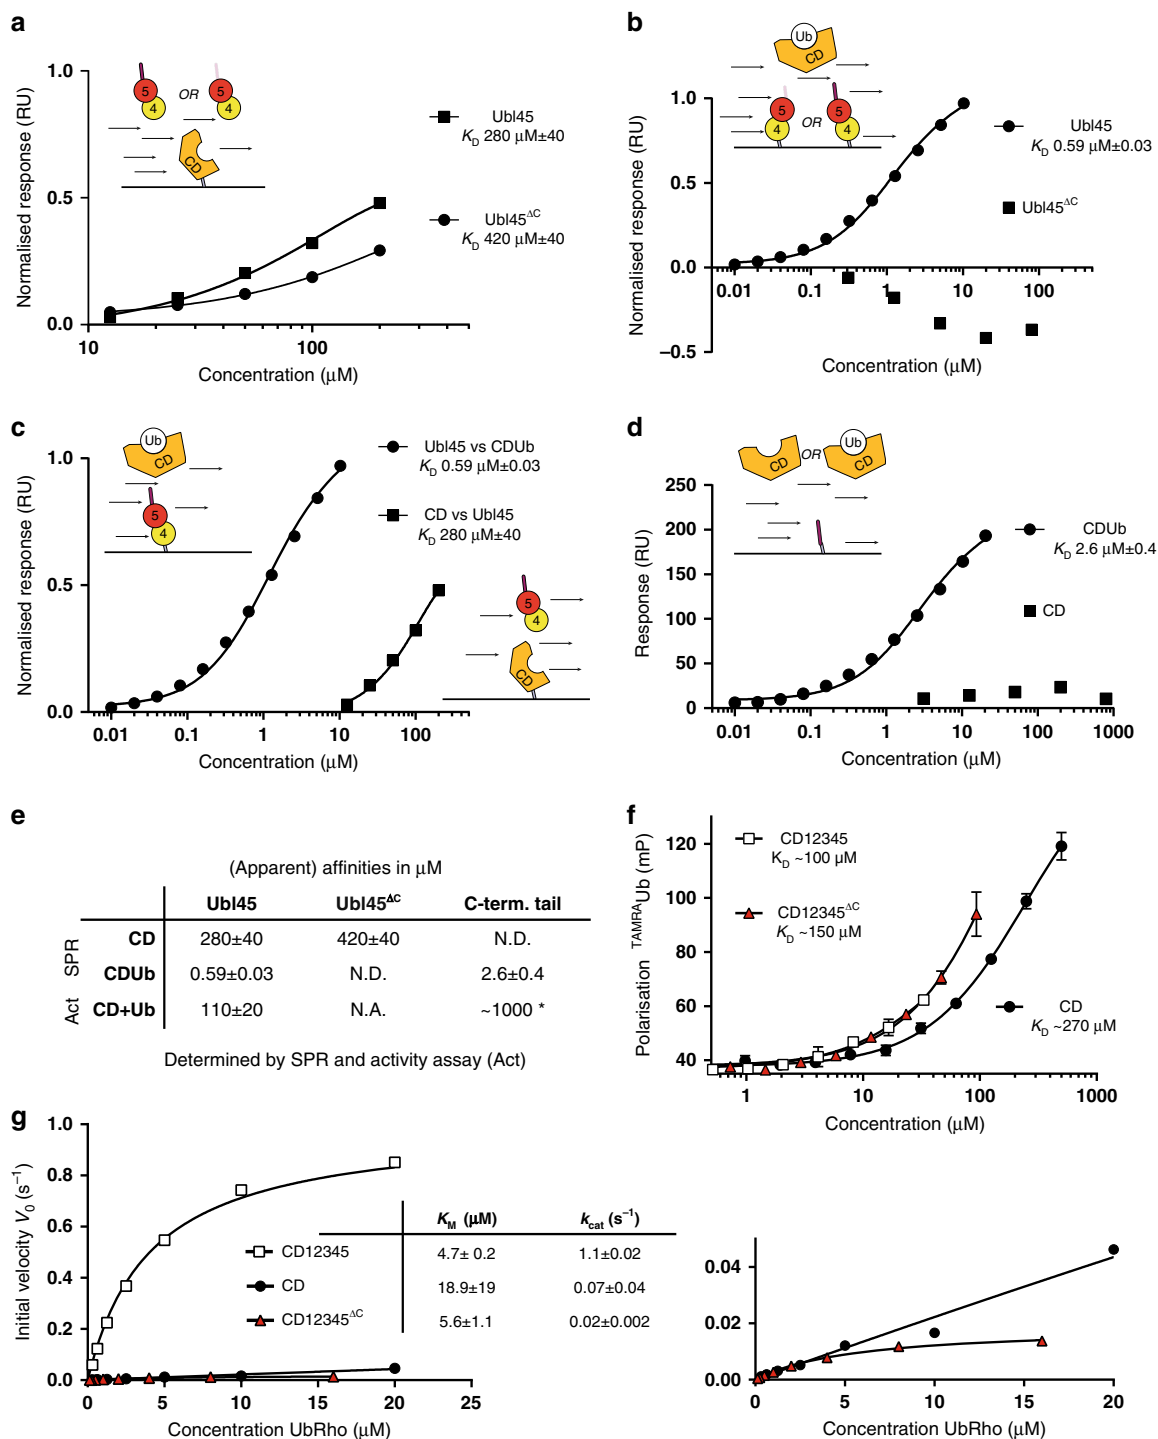 a
Normalised response (RU)
1.0
0.5
0.0
10
100
Concentration (μM)
5
4
OR
5
4
CD
Ubl45
KD 280 μM±40
Ubl45ΔC
KD 420 μM±40
b
Normalised response (RU)
1.0
0.5
0.0
−0.5
0.01
0.1
1
10
100
Concentration (μM)
Ub
CD
5
4
OR
5
4
Ubl45
KD 0.59 μM±0.03
Ubl45ΔC
c
Normalised response (RU)
1.0
0.5
0.0
0.01
0.1
1
10
100
Concentration (μM)
Ub
CD
5
4
Ubl45 vs CDUb
KD 0.59 μM±0.03
CD vs Ubl45
KD 280 μM±40
5
4
CD
d
Response (RU)
250
200
150
100
50
0
0.01
0.1
1
10
100
1000
Concentration (μM)
CD
OR
Ub
CD
CDUb
KD 2.6 μM±0.4
CD
e
(Apparent) affinities in μM
Ubl45 Ubl45ΔC C-term. tail
SPR
CD 280±40 420±40 N.D.
CDUb 0.59±0.03 N.D. 2.6±0.4
Act
CD+Ub 110±20 N.A. ~1000 *
Determined by SPR and activity assay (Act)
f
Polarisation TAMRAUb (mP)
120
100
80
60
40
1
10
100
1000
Concentration (μM)
CD12345
KD ~100 μM
CD12345ΔC
KD ~150 μM
CD
KD ~270 μM
g
Initial velocity V0 (s−1)
1.0
0.8
0.6
0.4
0.2
0.0
0
5
10
15
20
25
Concentration UbRho (μM)
KM (μM) kcat (s−1)
CD12345 4.7± 0.2 1.1±0.02
CD 18.9±19 0.07±0.04
CD12345ΔC 5.6±1.1 0.02±0.002
0.04
0.02
0.00
0
5
10
15
20
Concentration UbRho (μM)